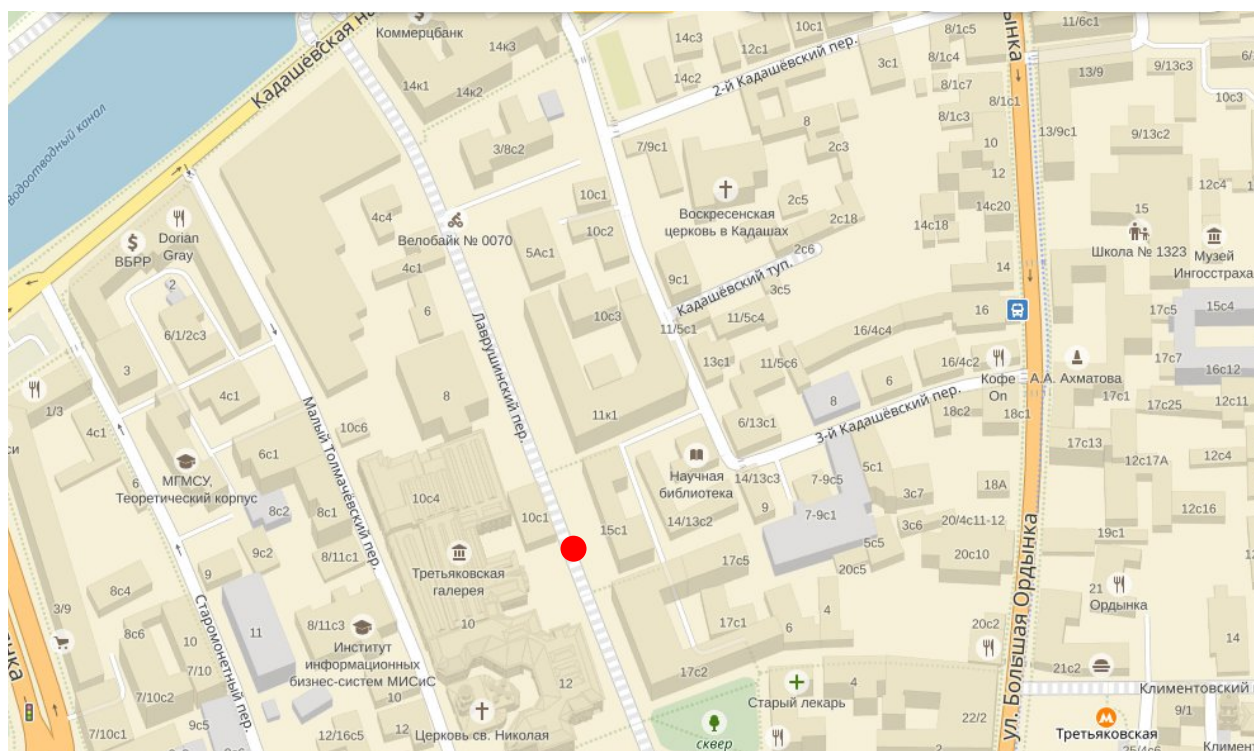 Коммерцбанк
Кадашёвская на
14к3
14к1
14к2
14с3
14с2
12с1
10с1
2-й Кадашёвский пер.
3с1
8/1с5
8/1с4
8/1с7
8/1с1
8/1с3
ынка
11/6с1
13/9
9/13с3
6/
10с3
13/9с1
9/13с2
Водоотводный канал
3/8с2
7/9с1
8
2с3
10
12
14с20
12с4
15
Dorian
Gray
ВБРР
4с4
Велобайк № 0070
5Ас1
10с1
10с2
Воскресенская
церковь в Кадашах
2с5
2с18
2с6
14с18
14
Школа № 1323
Музей
Ингосстраха
2
4с1
6
6/1/2с3
9с1
Кадашёвский туп.
3с5
10с3
11/5с1
11/5с4
16/4с4
16
17с5
15с4
3
Лаврушинский пер.
13с1
11/5с6
6
16/4с2
Кофе
On
А.А. Ахматова
17с7
16с12
1/3
4с1
4с1
8
11к1
8
3-й Кадашёвский пер.
18с2
18с1
17с1
17с25
12с11
си
Малый Толмачёвский пер.
10с6
6/13с1
17с13
6с1
МГМСУ,
Теоретический корпус
6
8с2
8с1
10с4
10с1
15с1
Научная
библиотека
14/13с3
14/13с2
9
7-9с5
7-9с1
5с1
3с7
3с6
18А
12с17А
12с4
12с16
20/4с11-12
19с1
9с2
9
8/11с1
Третьяковская
галерея
10
17с5
5с5
20с5
20с10
ул. Большая Ордынка
21
Ордынка
8с4
3/9
8с6
10
7/10
11
Старомонетный пер.
8/11с3
Институт
информационных
бизнес-систем МИСиС
10
17с1
6
4
17с2
20с2
14
21с2
7/10с2
7/10с1
9с5
12
12/16с5
12
Церковь св. Николая
Старый лекарь
4
сквер
2
22/2
Климентовский
9/1
Третьяковская
Климен
нка